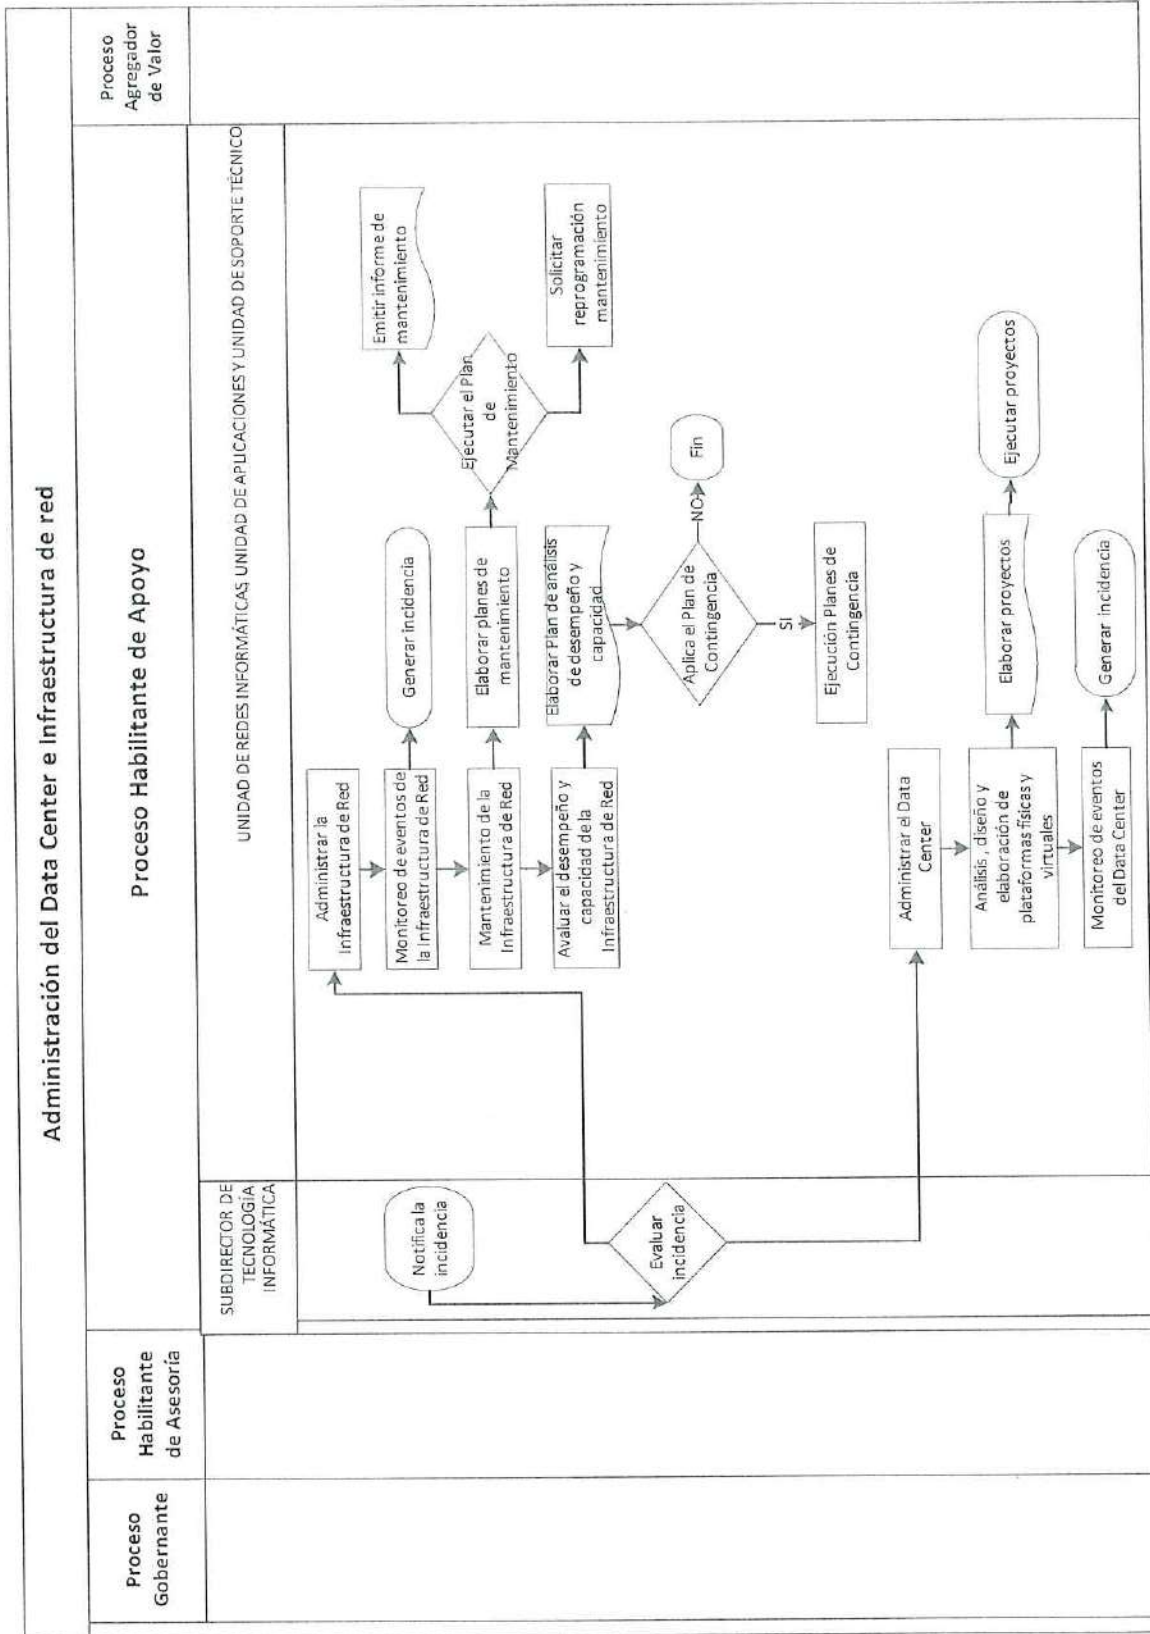 Administración del Data Center e Infraestructura de red
Proceso
Gobernante
Proceso
Habilitante
de Asesoría
Proceso Habilitante de Apoyo
Proceso
Agregador
de Valor
SUBDIRECTOR DE
TECNOLOGÍA
INFORMÁTICA
UNIDAD DE REDES INFORMÁTICAS, UNIDAD DE APLICACIONES Y UNIDAD DE SOPORTE TÉCNICO
Notifica la
incidencia
Evaluar
incidencia
Administrar la
Infraestructura de Red
Monitoreo de eventos de
la Infraestructura de Red
Generar incidencia
Mantenimiento de la
Infraestructura de Red
Elaborar planes de
mantenimiento
Ejecutar el Plan
de
Mantenimiento
Emitir informe de
mantenimiento
Solicitar
reprogramación
mantenimiento
Avaluar el desempeño y
capacidad de la
Infraestructura de Red
Elaborar Plan de análisis
de desempeño y
capacidad
Aplica el Plan de
Contingencia
NO
Fin
SI
Ejecución Planes de
Contingencia
Administrar el Data
Center
Análisis , diseño y
elaboración de
plataformas físicas y
virtuales
Elaborar proyectos
Ejecutar proyectos
Monitoreo de eventos
del Data Center
Generar incidencia